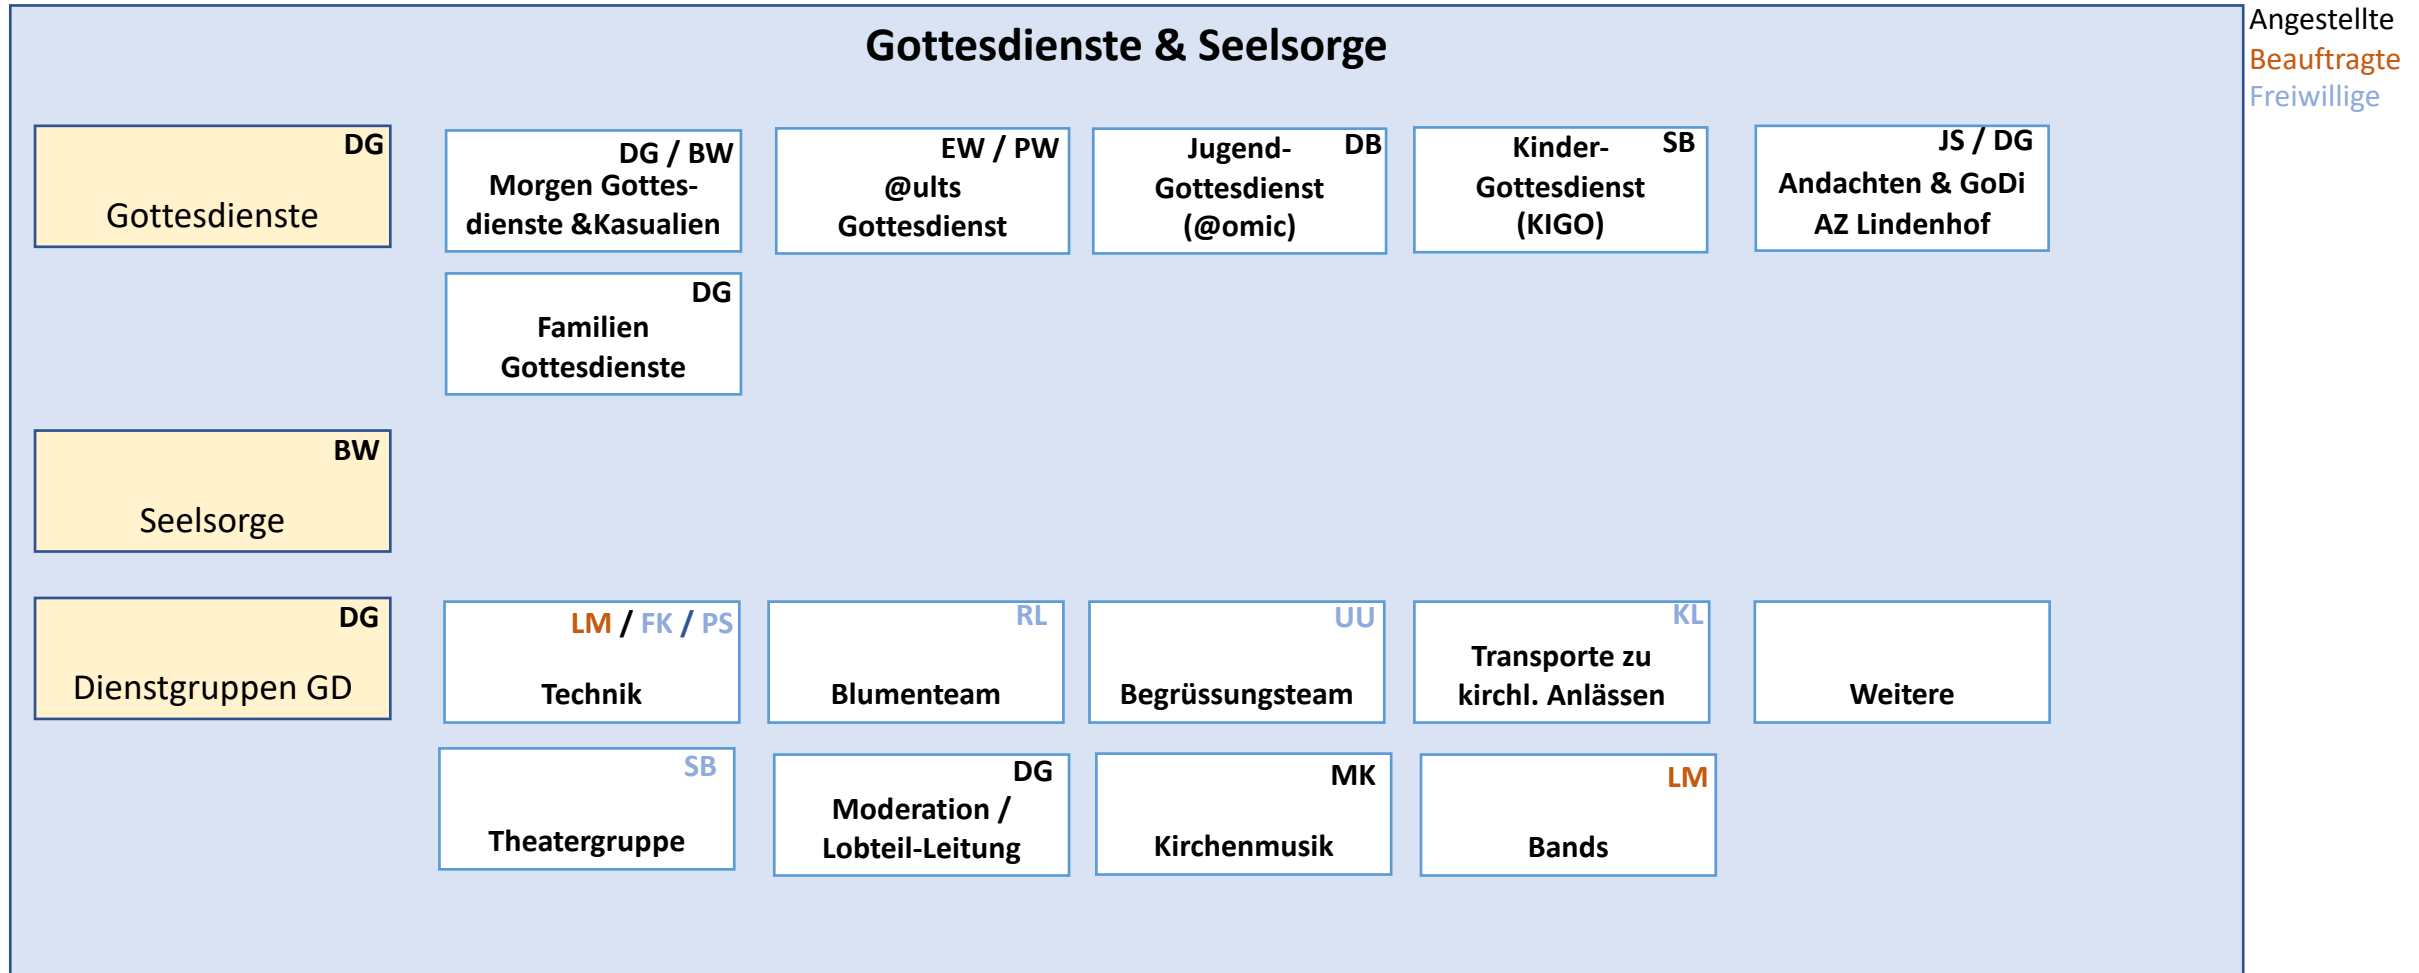 Gottesdienste & Seelsorge
Angestellte
Beauftragte
Freiwillige
DG
Gottesdienste
DG / BW
Morgen Gottes-
dienste &Kasualien
EW / PW
@ults
Gottesdienst
Jugend- DB
Gottesdienst
(@omic)
Kinder- SB
Gottesdienst
(KIGO)
JS / DG
Andachten & GoDi
AZ Lindenhof
DG
Familien
Gottesdienste
BW
Seelsorge
DG
Dienstgruppen GD
LM / FK / PS
Technik
RL
Blumenteam
UU
Begrüssungsteam
KL
Transporte zu
kirchl. Anlässen
Weitere
SB
Theatergruppe
DG
Moderation /
Lobteil-Leitung
MK
Kirchenmusik
LM
Bands